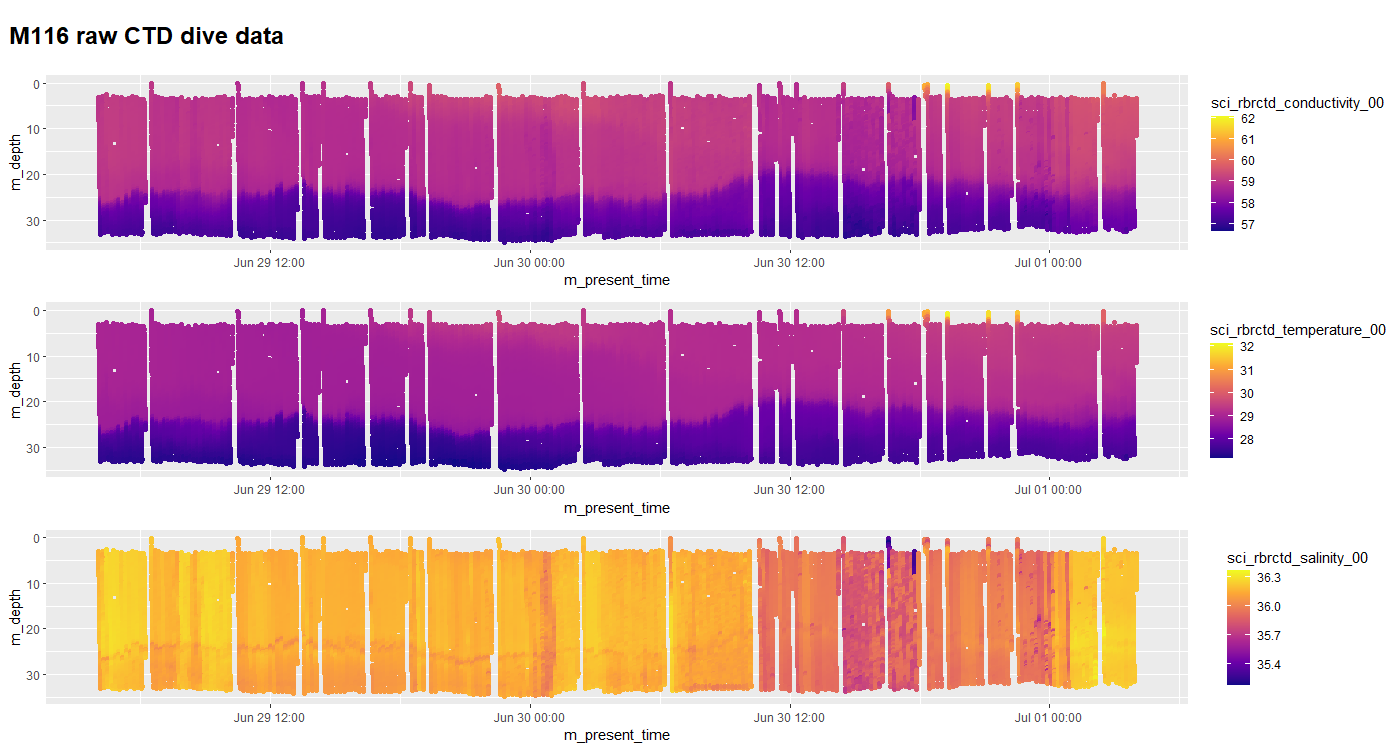 M116 raw CTD dive data
sci_rbrctd_conductivity_00
62
61
60
59
58
57
0
10
20
30
m_depth
Jun 29 12:00 Jun 30 00:00 Jun 30 12:00 Jul 01 00:00
m_present_time
sci_rbrctd_temperature_00
32
31
30
29
28
0
10
20
30
m_depth
Jun 29 12:00 Jun 30 00:00 Jun 30 12:00 Jul 01 00:00
m_present_time
sci_rbrctd_salinity_00
36.3
36.0
35.7
35.4
0
10
20
30
m_depth
Jun 29 12:00 Jun 30 00:00 Jun 30 12:00 Jul 01 00:00
m_present_time